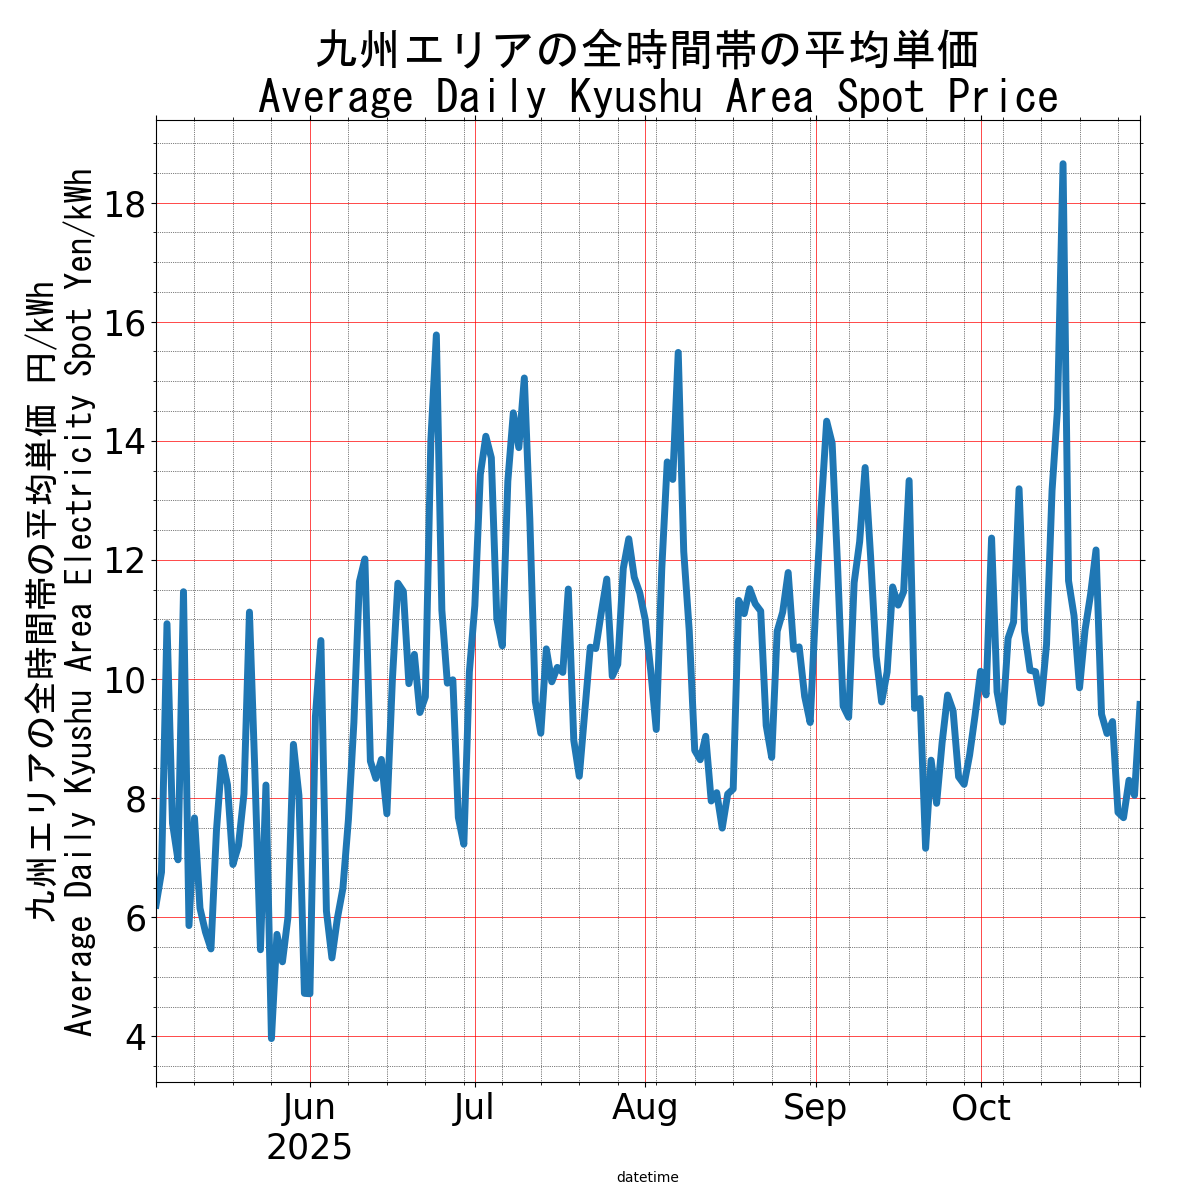 九州エリアの全時間帯の平均単価
Average Daily Kyushu Area Spot Price
九州エリアの全時間帯の平均単価 円/kWh
Average Daily Kyushu Area Electricity Spot Yen/kWh
18
16
14
12
10
8
6
4
Jun
2025
Jul
Aug
Sep
Oct
datetime